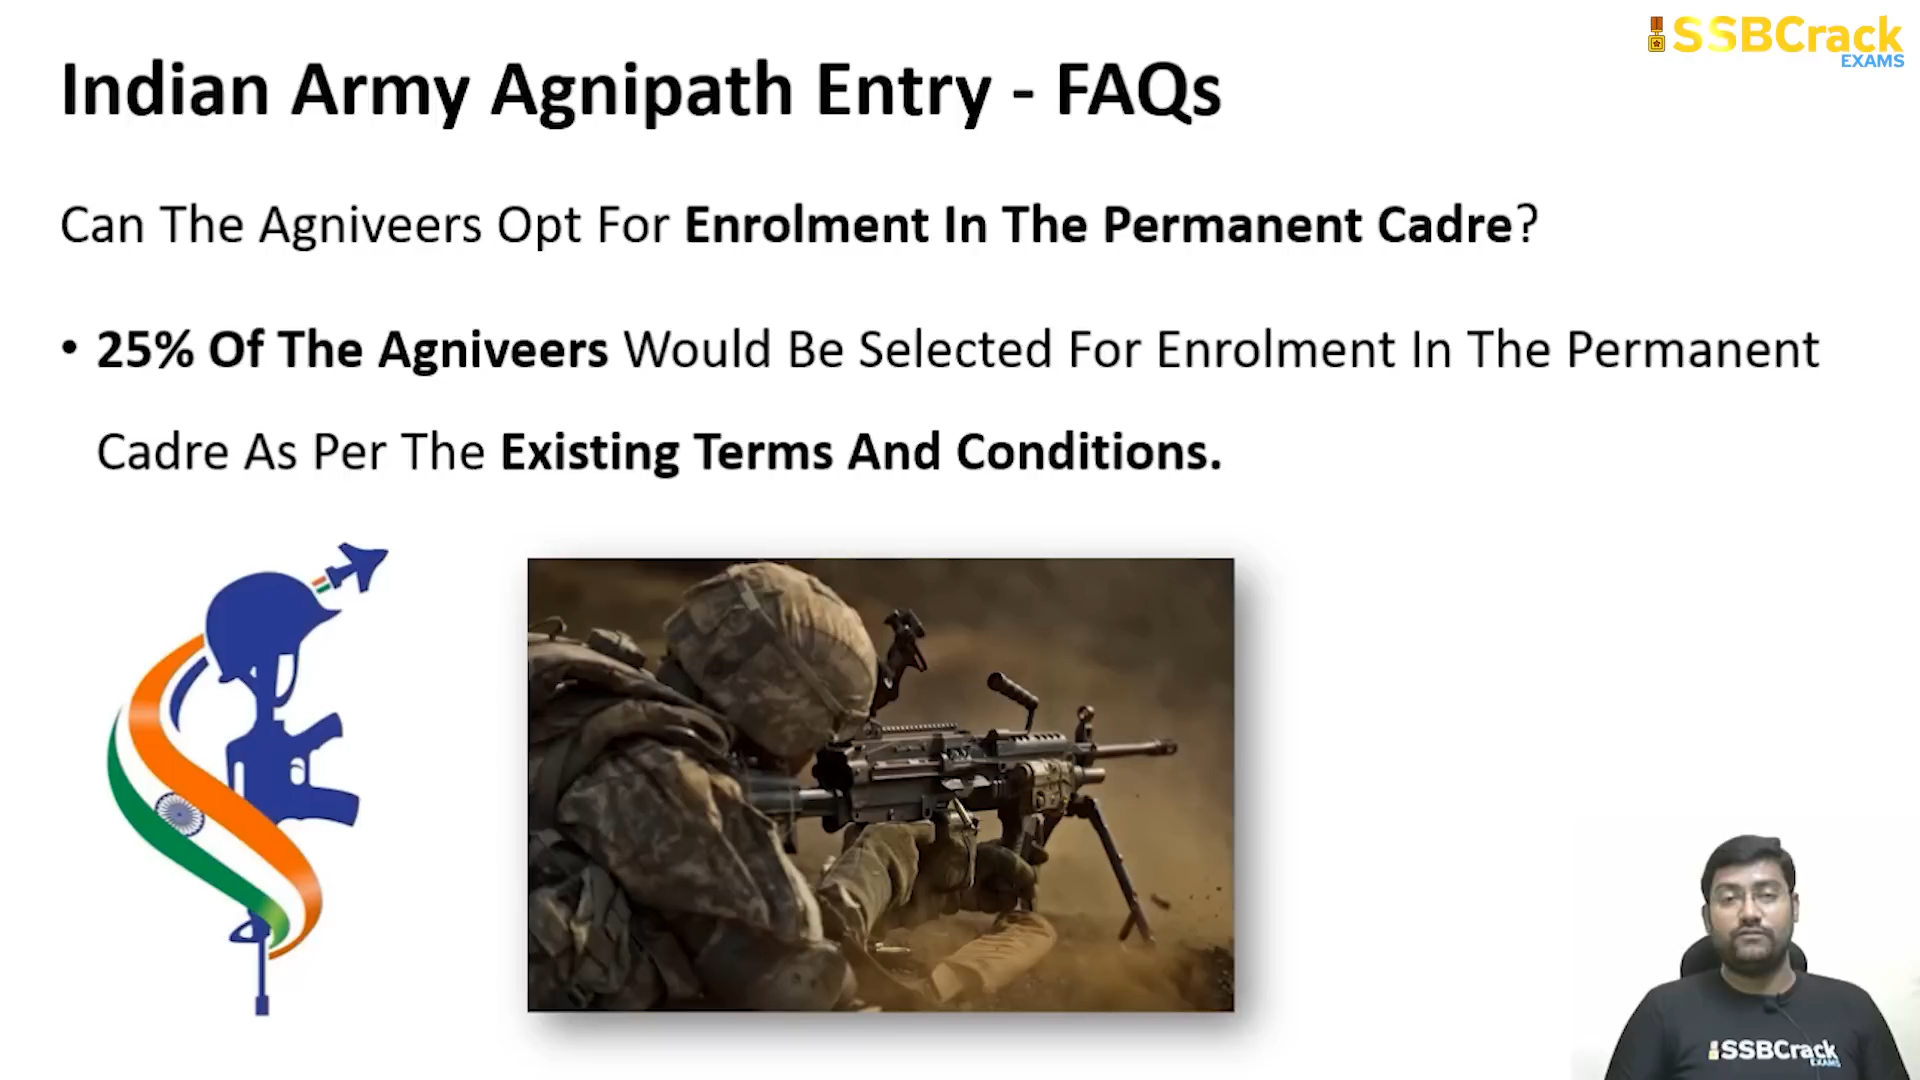 SSBCrack
EXAMS
Indian Army Agnipath Entry - FAQs
Can The Agniveers Opt For Enrolment In The Permanent Cadre?
• 25% Of The Agniveers Would Be Selected For Enrolment In The Permanent
Cadre As Per The Existing Terms And Conditions.
SSBCrack
EXAMS